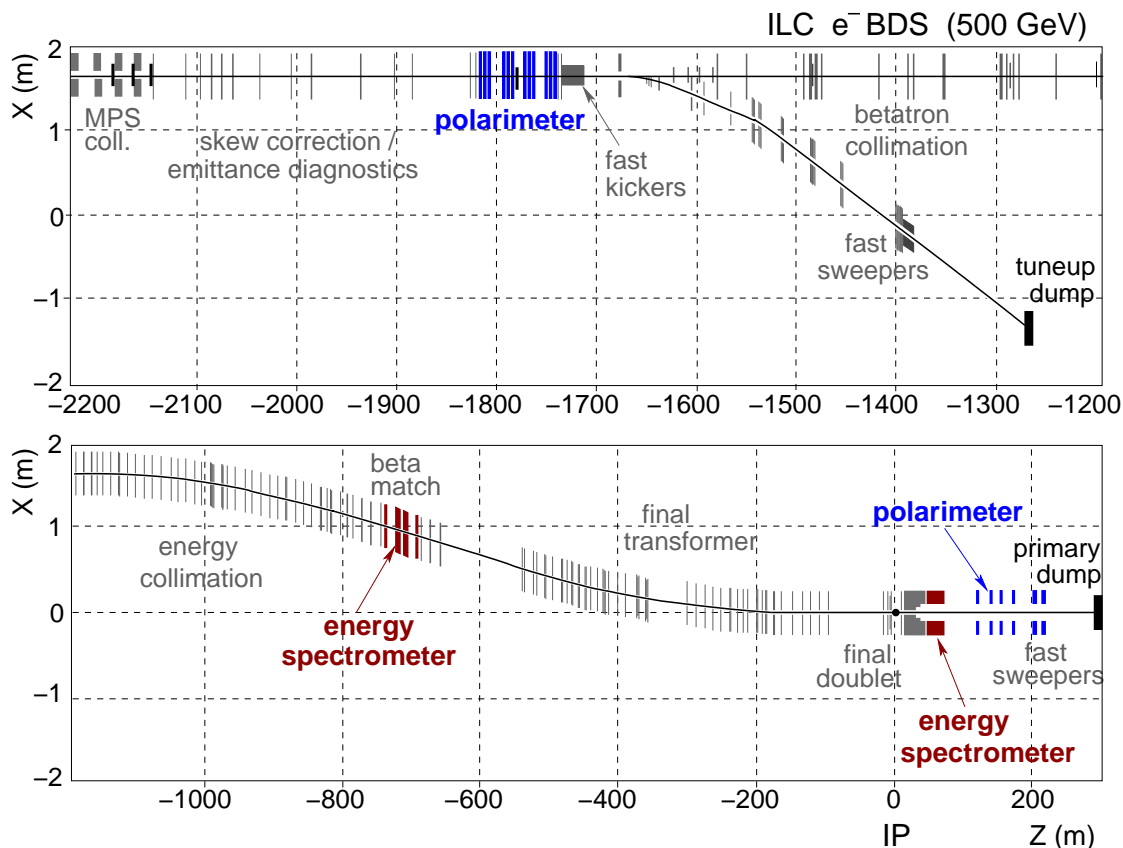 ILC e⁻ BDS (500 GeV)
X (m)
2
1
0
−1
−2
MPS
coll.
skew correction /
emittance diagnostics
polarimeter
fast
kickers
betatron
collimation
fast
sweepers
tuneup
dump
−2200 −2100 −2000 −1900 −1800 −1700 −1600 −1500 −1400 −1300 −1200
X (m)
2
1
0
−1
−2
energy
collimation
beta
match
energy
spectrometer
final
transformer
polarimeter
primary
dump
final
doublet
fast
sweepers
energy
spectrometer
−1000 −800 −600 −400 −200 0 200
IP Z (m)